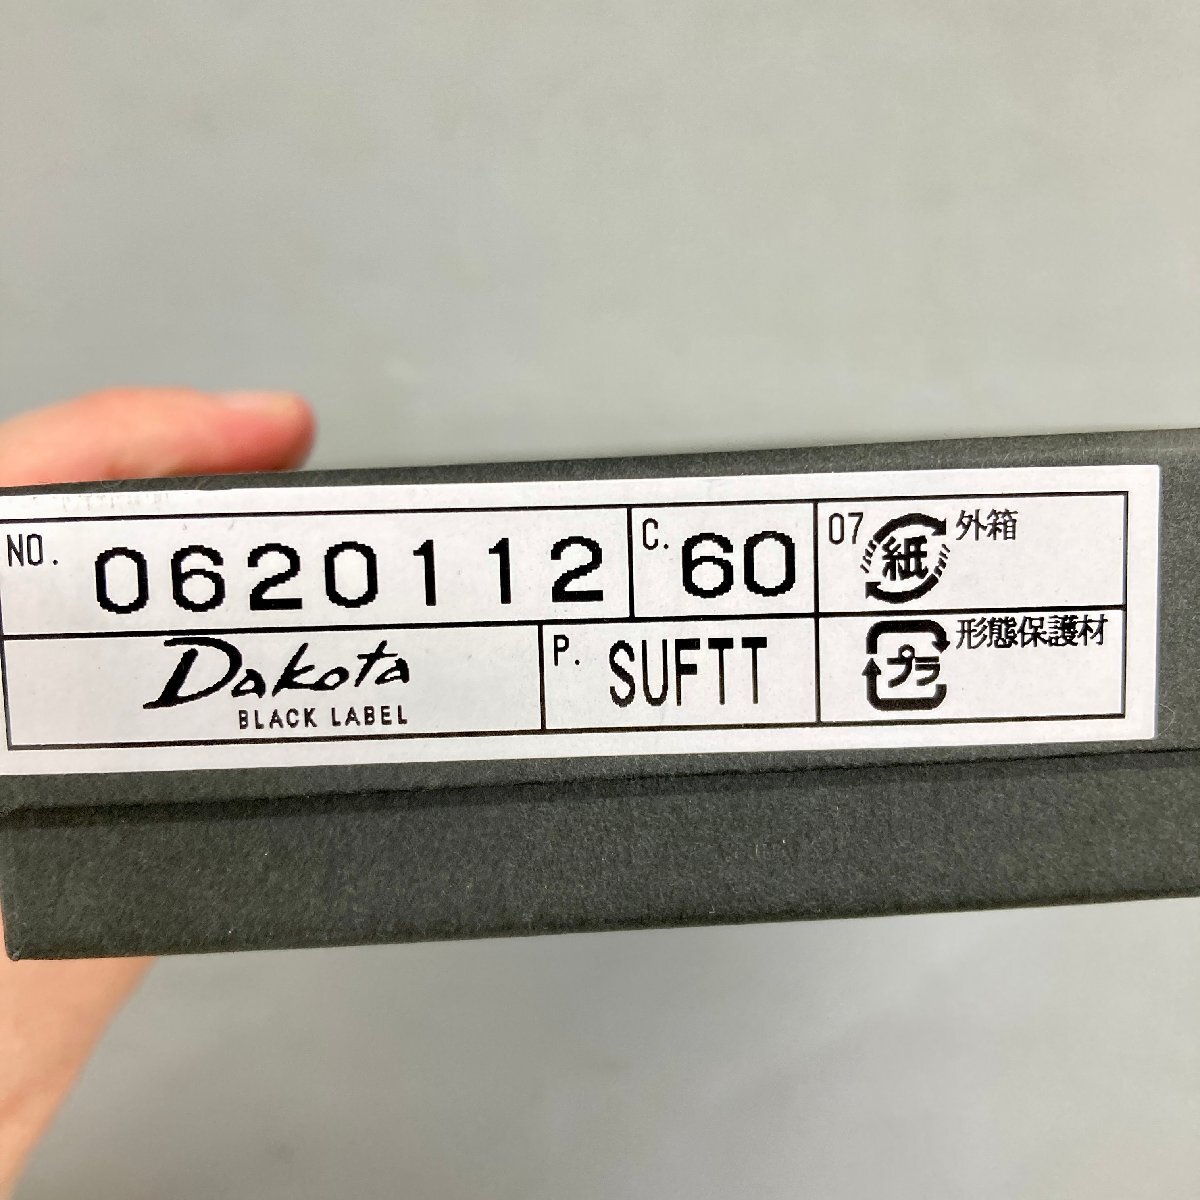 NO. 0620112 C. 60 07 紙 外箱
Dakota P. SUFTT プラ 形態保護材
BLACK LABEL